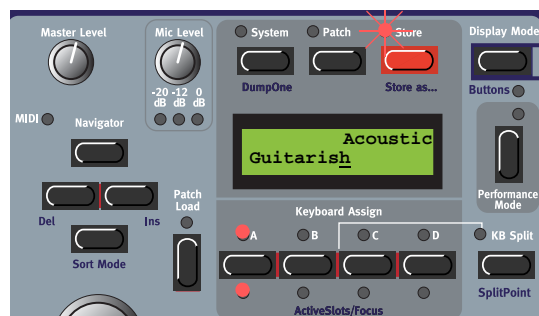 Master Level
Mic Level
System
Patch
Store
Display Mode
DumpOne
Store as...
-20 -12 0
dB dB dB
Buttons
MIDI
Navigator
Acoustic
Guitarish
Performance
Mode
Del
Ins
Patch
Load
Sort Mode
Keyboard Assign
A
B
C
D
KB Split
SplitPoint
ActiveSlots/Focus